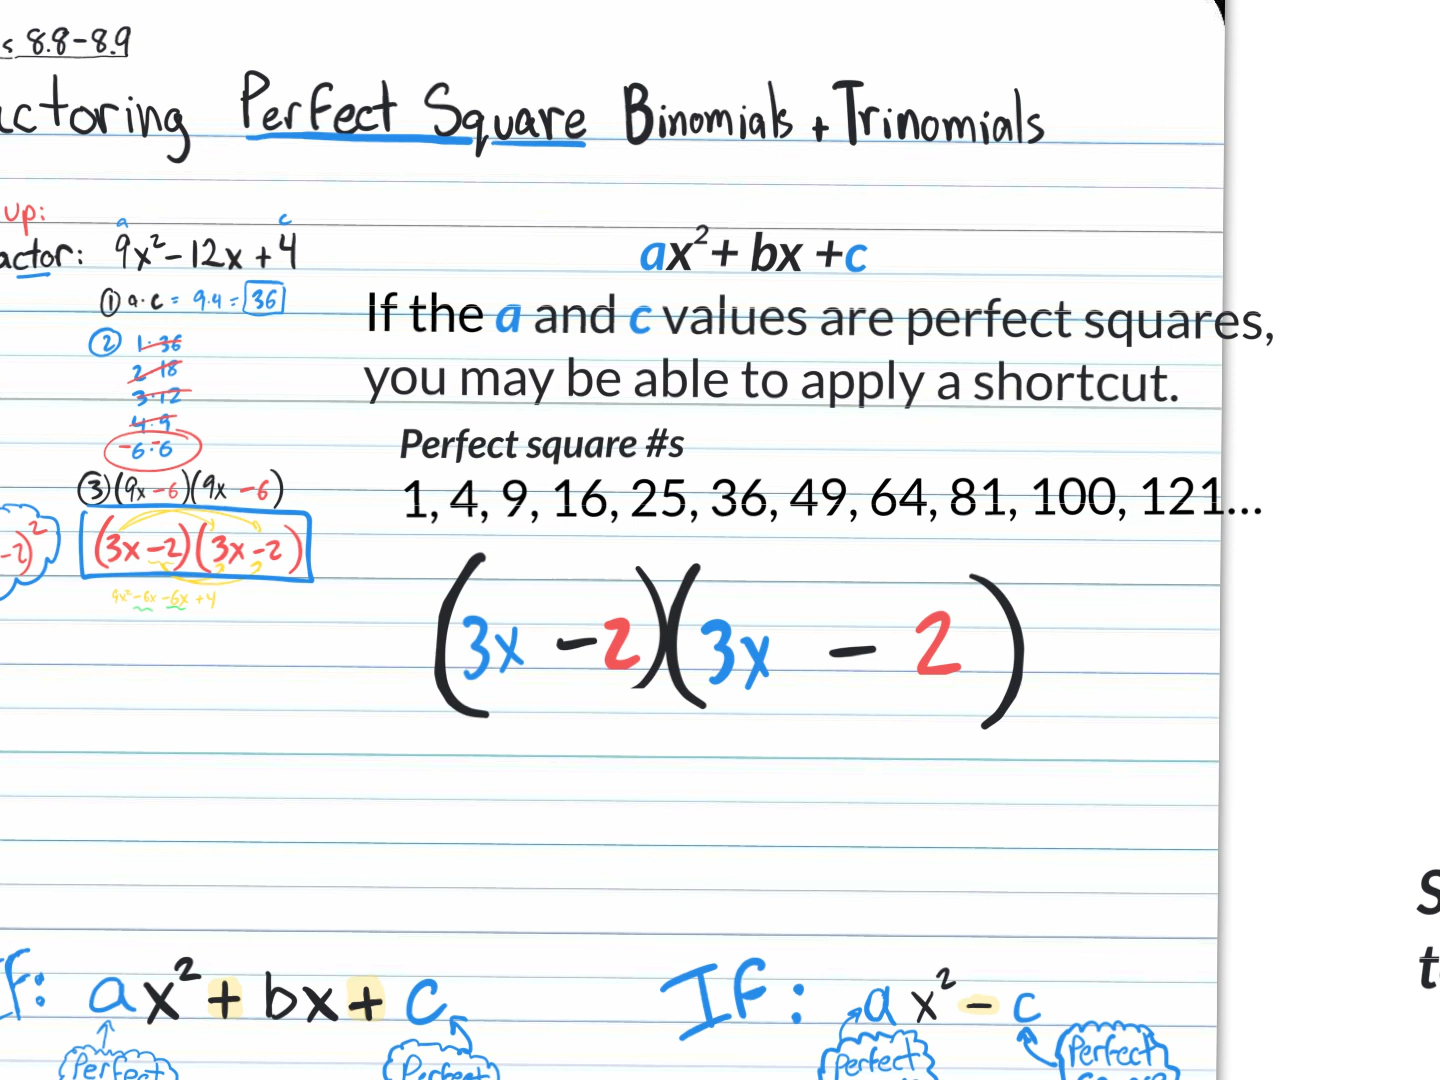 s 8.8-8.9
actoring Perfect Square Binomials + Trinomials
up:
actor: 9x²-12x+4
a c
① a·c = 9·4 = 36
② 1·36
2·18
3·12
4·9
-6·-6
③(9x-6)(9x-6)
-2)²
(3x-2)(3x-2)
9x²-6x-6x+4
ax²+ bx +c
If the a and c values are perfect squares,
you may be able to apply a shortcut.
Perfect square #s
1, 4, 9, 16, 25, 36, 49, 64, 81, 100, 121...
(3x -2)(3x - 2)
S
t
If: ax²+bx+c
Perfect
Perfect
If: ax²-c
Perfect
Perfect